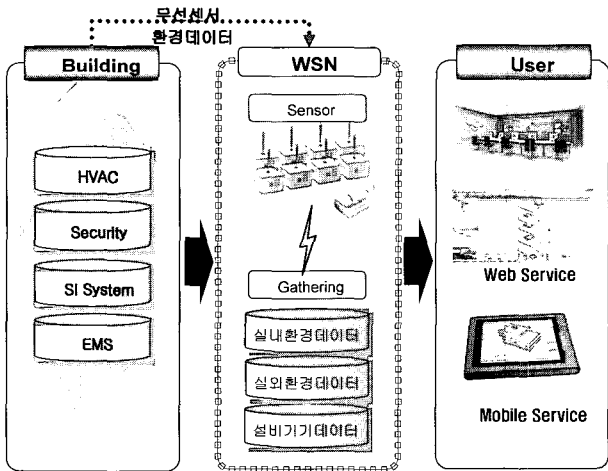 무선센서
환경데이터
Building
HVAC
Security
SI System
EMS
WSN
Sensor
Gathering
실내환경데이터
실외환경데이터
설비기기데이터
User
Web Service
Mobile Service